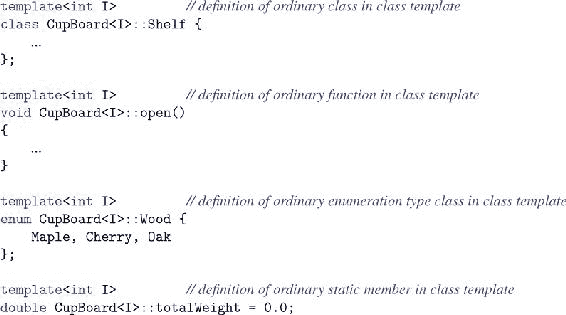 template<int I> // definition of ordinary class in class template
class CupBoard<I>::Shelf {
...
};
template<int I> // definition of ordinary function in class template
void CupBoard<I>::open()
{
...
}
template<int I> // definition of ordinary enumeration type class in class template
enum CupBoard<I>::Wood {
Maple, Cherry, Oak
};
template<int I> // definition of ordinary static member in class template
double CupBoard<I>::totalWeight = 0.0;